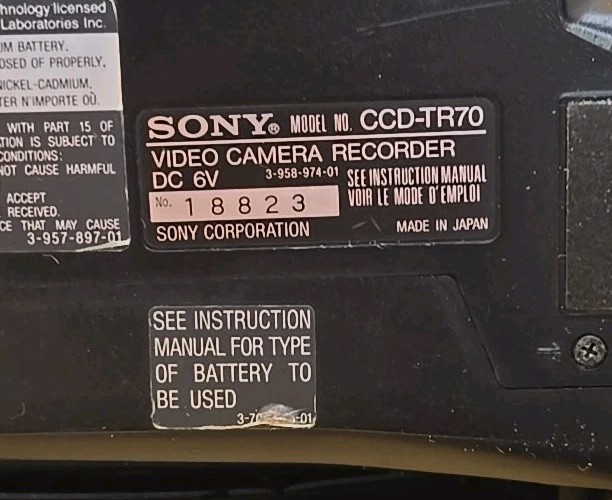 hnology licensed
Laboratories Inc.
UM BATTERY.
OSED OF PROPERLY.
NICKEL-CADMIUM.
TER N'IMPORTE OÙ.
WITH PART 15 OF
TION IS SUBJECT TO
CONDITIONS:
NOT CAUSE HARMFUL
ACCEPT
RECEIVED.
CE THAT MAY CAUSE
3-957-897-01
SONY® MODEL NO. CCD-TR70
VIDEO CAMERA RECORDER
DC 6V 3-958-974-01 SEE INSTRUCTION MANUAL
VOIR LE MODE D'EMPLOI
No. 18823
SONY CORPORATION MADE IN JAPAN
SEE INSTRUCTION
MANUAL FOR TYPE
OF BATTERY TO
BE USED